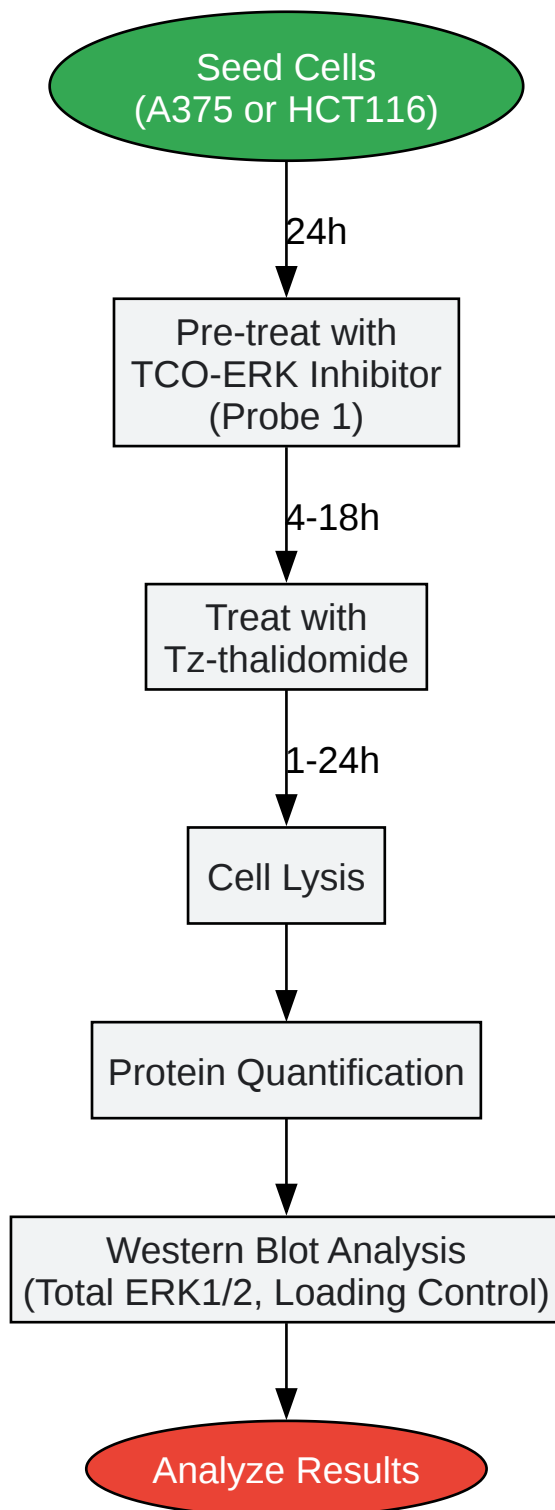 Seed Cells
(A375 or HCT116)
24h
Pre-treat with
TCO-ERK Inhibitor
(Probe 1)
4-18h
Treat with
Tz-thalidomide
1-24h
Cell Lysis
Protein Quantification
Western Blot Analysis
(Total ERK1/2, Loading Control)
Analyze Results